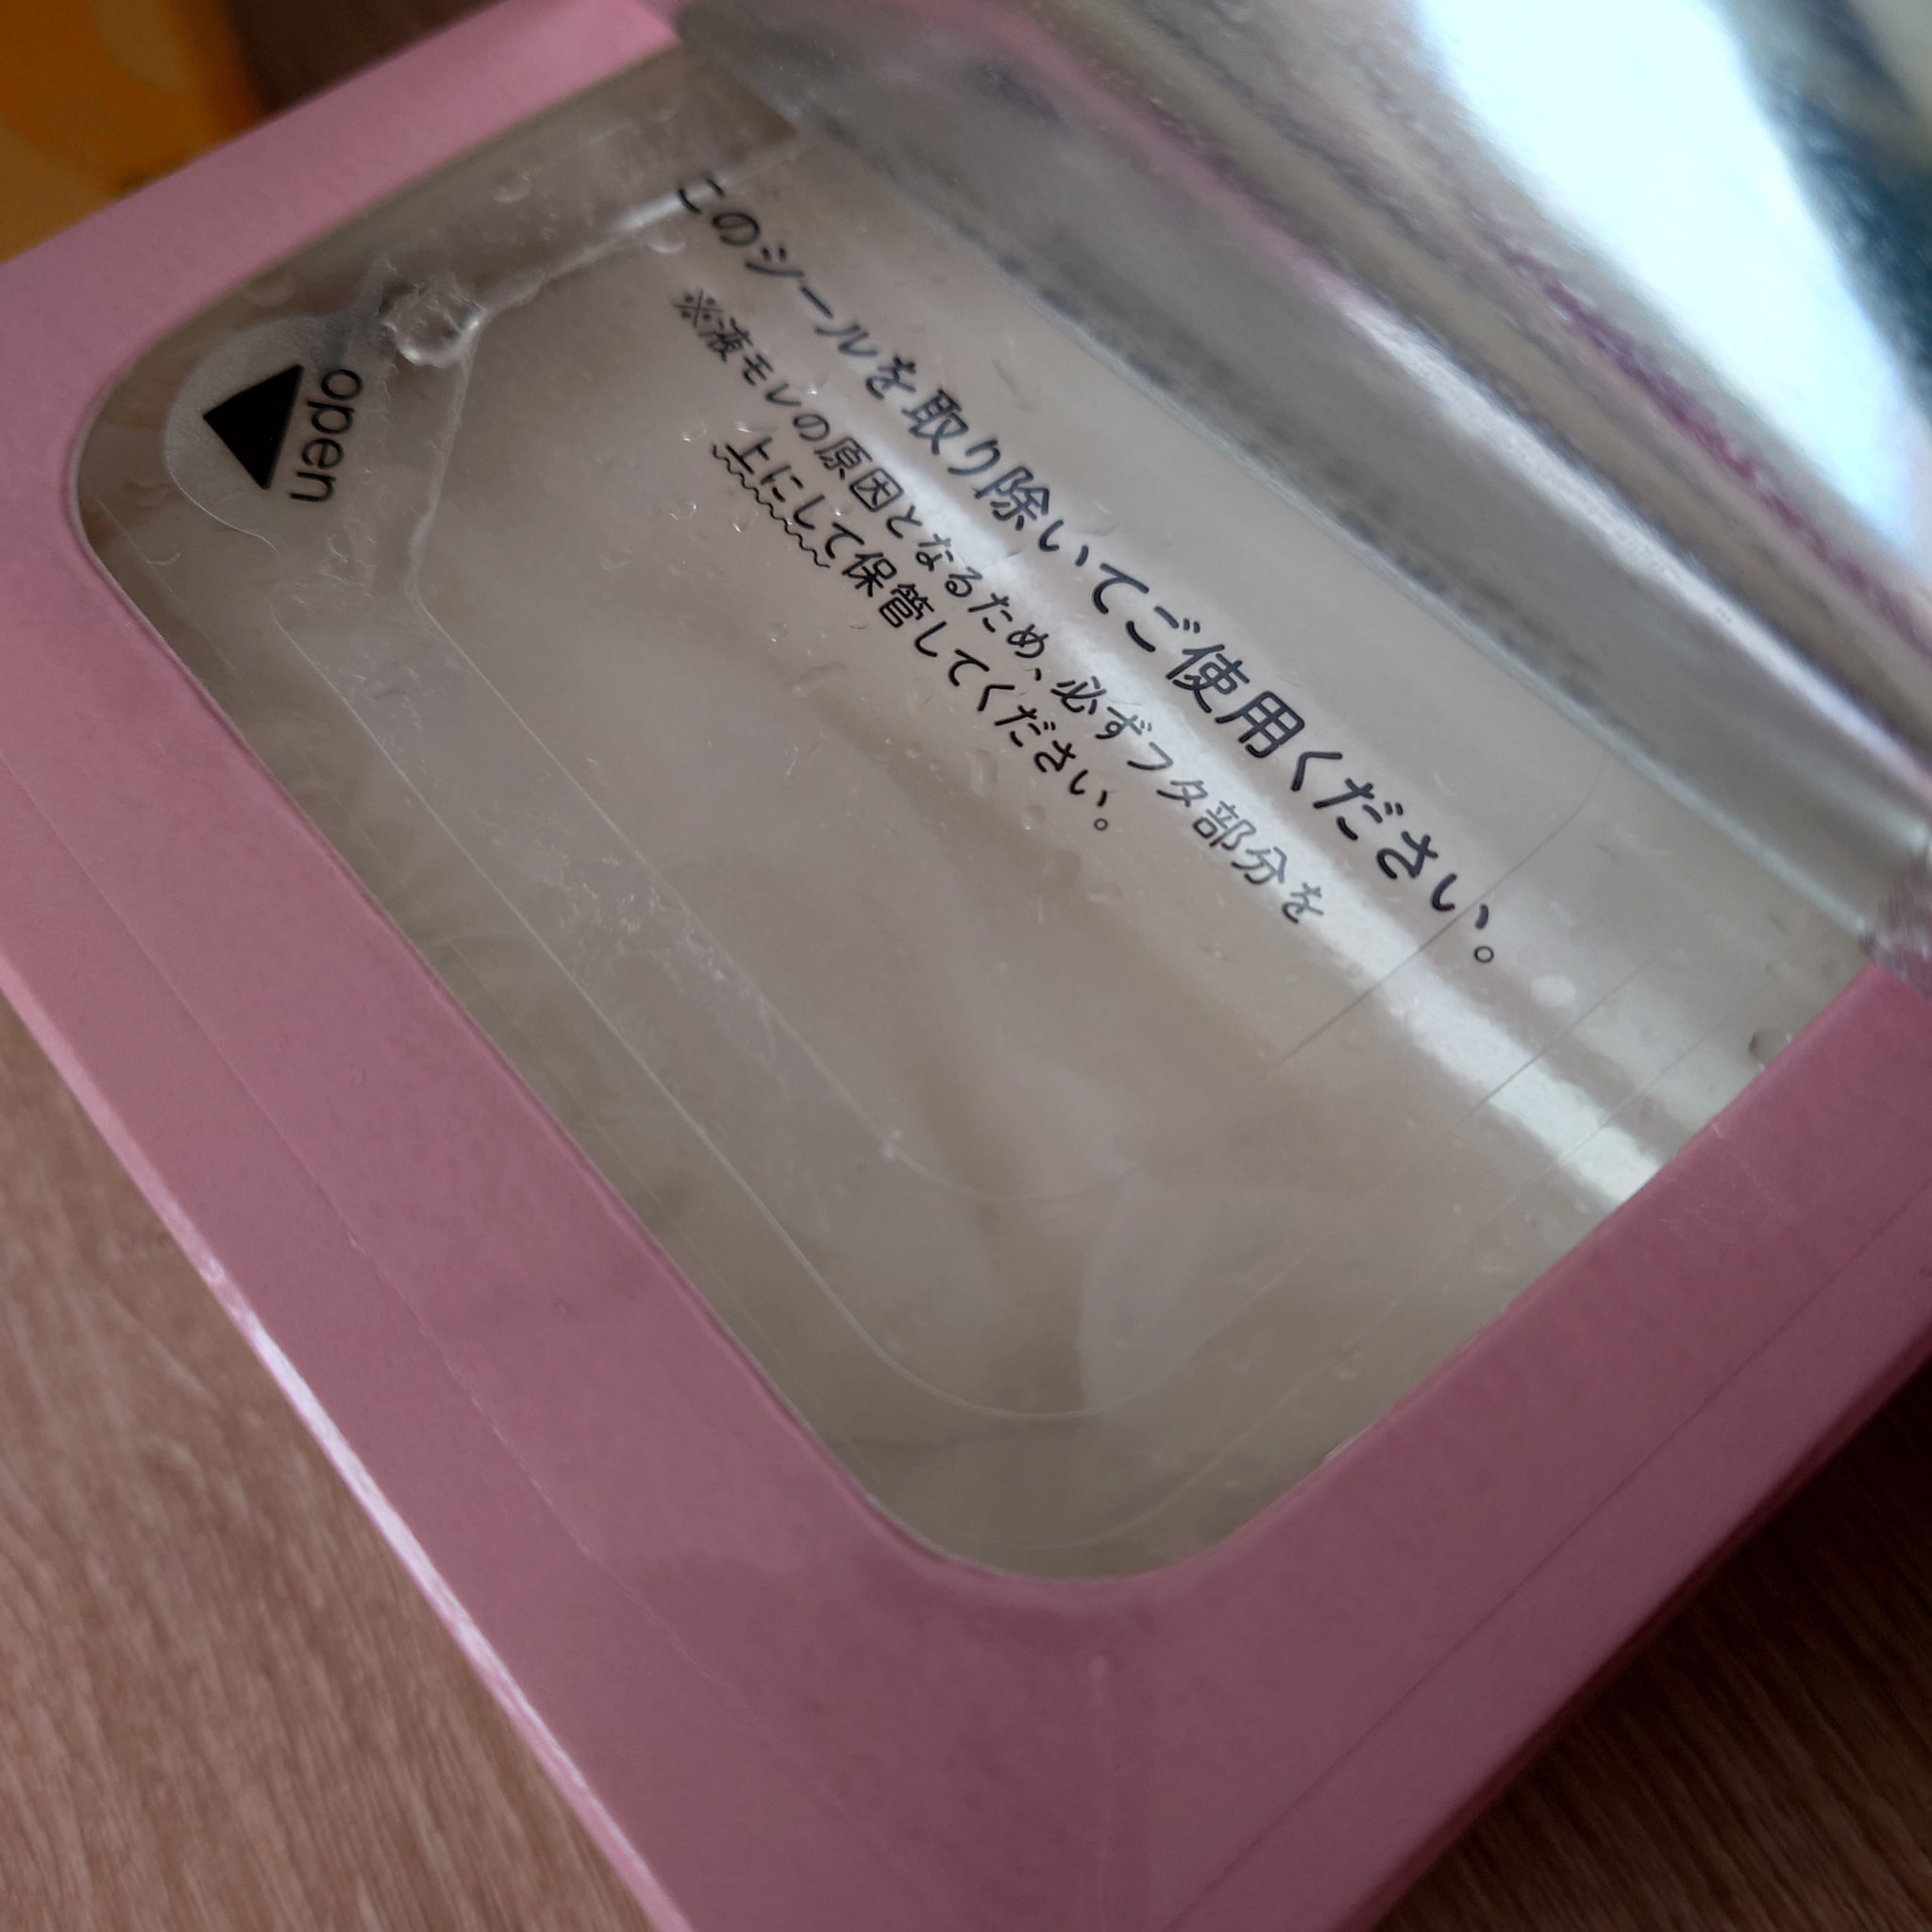 open
このシールを取り除いてご使用ください。
※液モレの原因となるため、必ずフタ部分を
上にして保管してください。